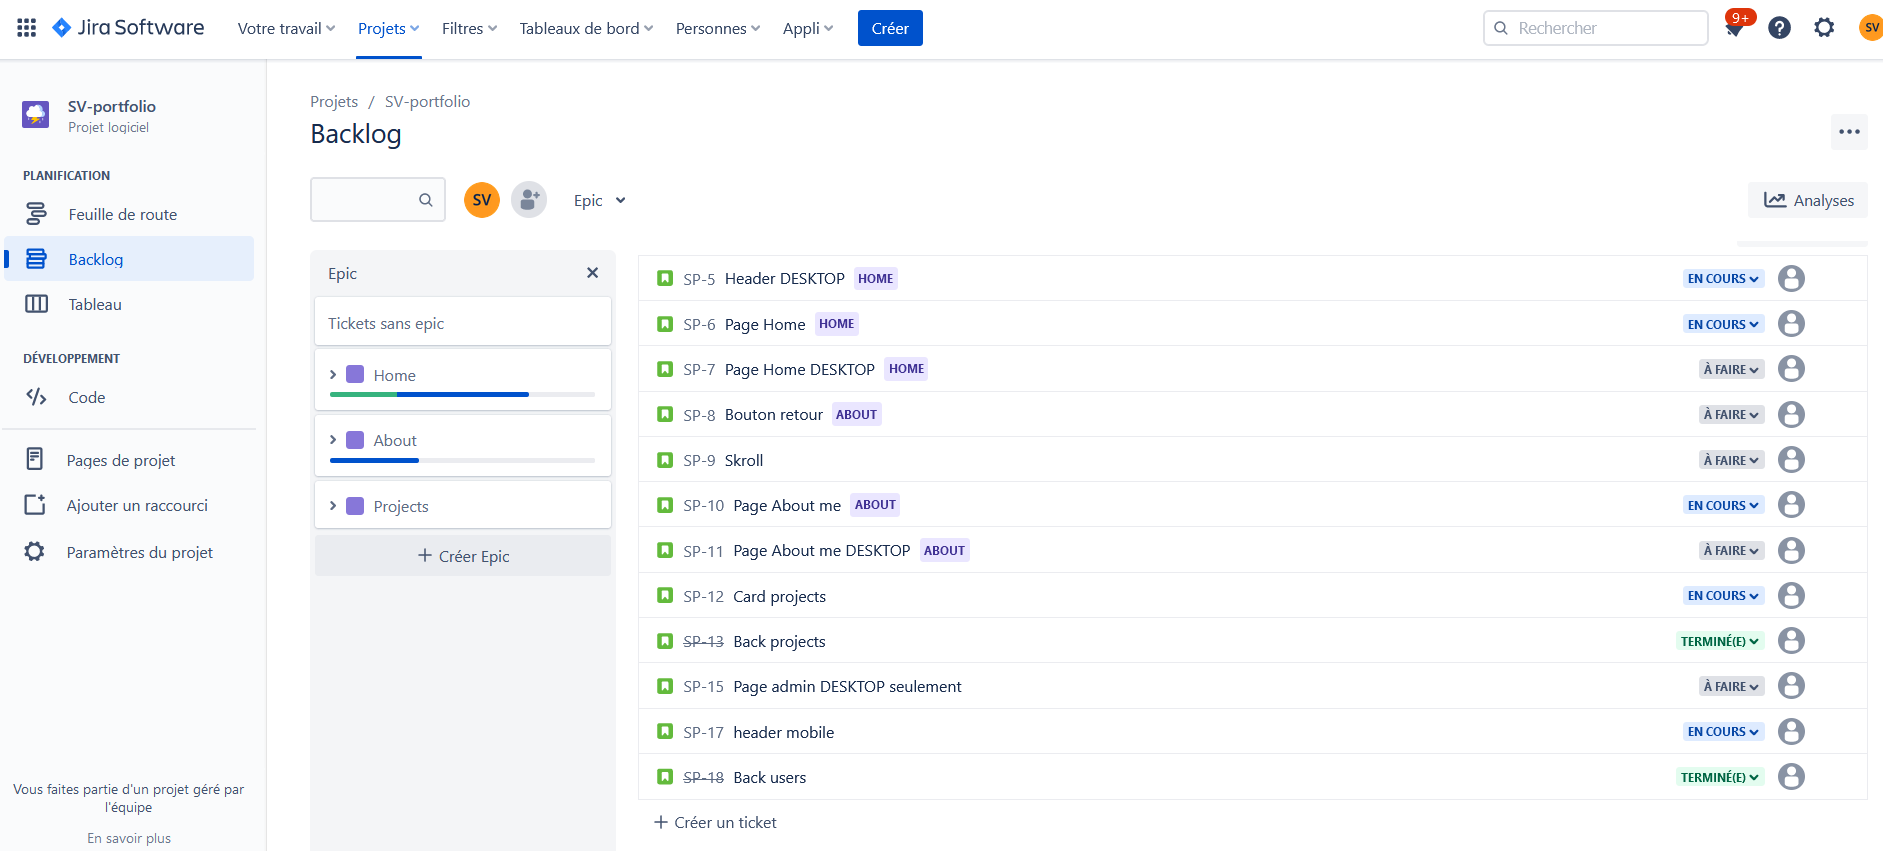 Jira Software Votre travail Projets Filtres Tableaux de bord Personnes Appli Créer Rechercher 9+ SV
SV-portfolio
Projet logiciel
PLANIFICATION
Feuille de route
Backlog
Tableau
DÉVELOPPEMENT
Code
Pages de projet
Ajouter un raccourci
Paramètres du projet
Vous faites partie d'un projet géré par
l'équipe
En savoir plus
Projets / SV-portfolio
Backlog
SV Epic Analyses
Epic
Tickets sans epic
Home
About
Projects
+ Créer Epic
SP-5 Header DESKTOP HOME EN COURS
SP-6 Page Home HOME EN COURS
SP-7 Page Home DESKTOP HOME À FAIRE
SP-8 Bouton retour ABOUT À FAIRE
SP-9 Skroll À FAIRE
SP-10 Page About me ABOUT EN COURS
SP-11 Page About me DESKTOP ABOUT À FAIRE
SP-12 Card projects EN COURS
SP-13 Back projects TERMINÉ(E)
SP-15 Page admin DESKTOP seulement À FAIRE
SP-17 header mobile EN COURS
SP-18 Back users TERMINÉ(E)
+ Créer un ticket